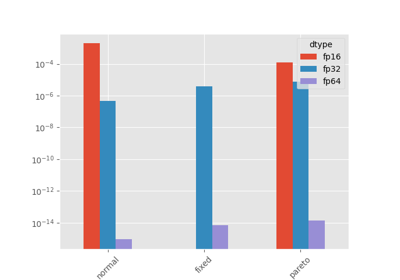 dtype
fp16
fp32
fp64
10⁻⁴
10⁻⁶
10⁻⁸
10⁻¹⁰
10⁻¹²
10⁻¹⁴
normal
fixed
pareto